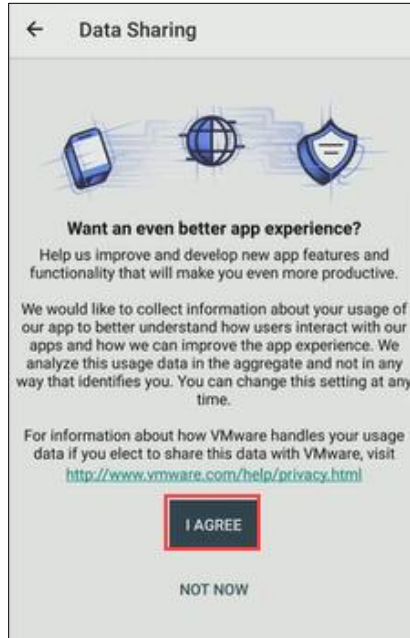 Data Sharing
Want an even better app experience?
Help us improve and develop new app features and
functionality that will make you even more productive.
We would like to collect information about your usage of
our app to better understand how users interact with our
apps and how we can improve the app experience. We
analyze this usage data in the aggregate and not in any
way that identifies you. You can change this setting at any
time.
For information about how VMware handles your usage
data if you elect to share this data with VMware, visit
http://www.vmware.com/help/privacy.html
I AGREE
NOT NOW